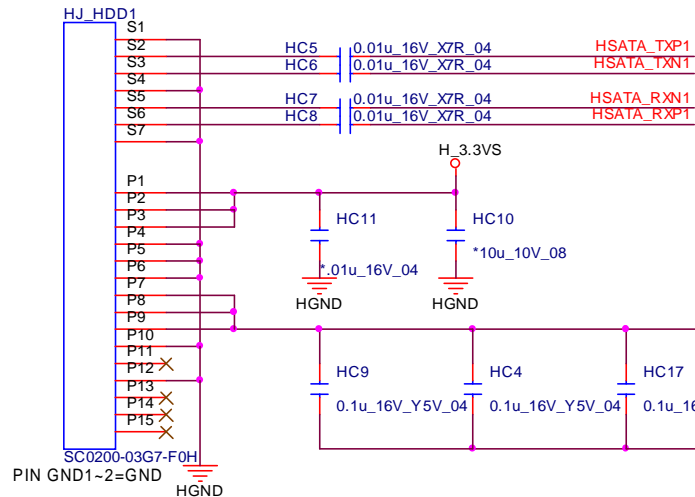 HJ_HDD1
S1
S2
S3
S4
S5
S6
S7
HC5 0.01u_16V_X7R_04 HSATA_TXP1
HC6 0.01u_16V_X7R_04 HSATA_TXN1
HC7 0.01u_16V_X7R_04 HSATA_RXN1
HC8 0.01u_16V_X7R_04 HSATA_RXP1
H_3.3VS
P1
P2
P3
P4
P5
P6
P7
P8
P9
P10
P11
P12
P13
P14
P15
HC11
*.01u_16V_04
HGND
HC10
*10u_10V_08
HGND
HC9
0.1u_16V_Y5V_04
HC4
0.1u_16V_Y5V_04
HC17
0.1u_16
SC0200-03G7-F0H
PIN GND1~2=GND
HGND